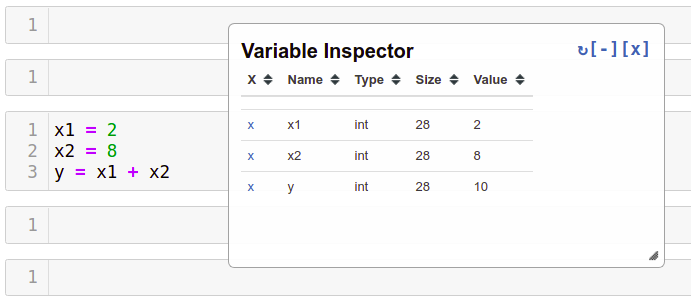 1
1
1 x1 = 2
2 x2 = 8
3 y = x1 + x2
1
1
Variable Inspector ↻[-][x]
X Name Type Size Value
x x1 int 28 2
x x2 int 28 8
x y int 28 10